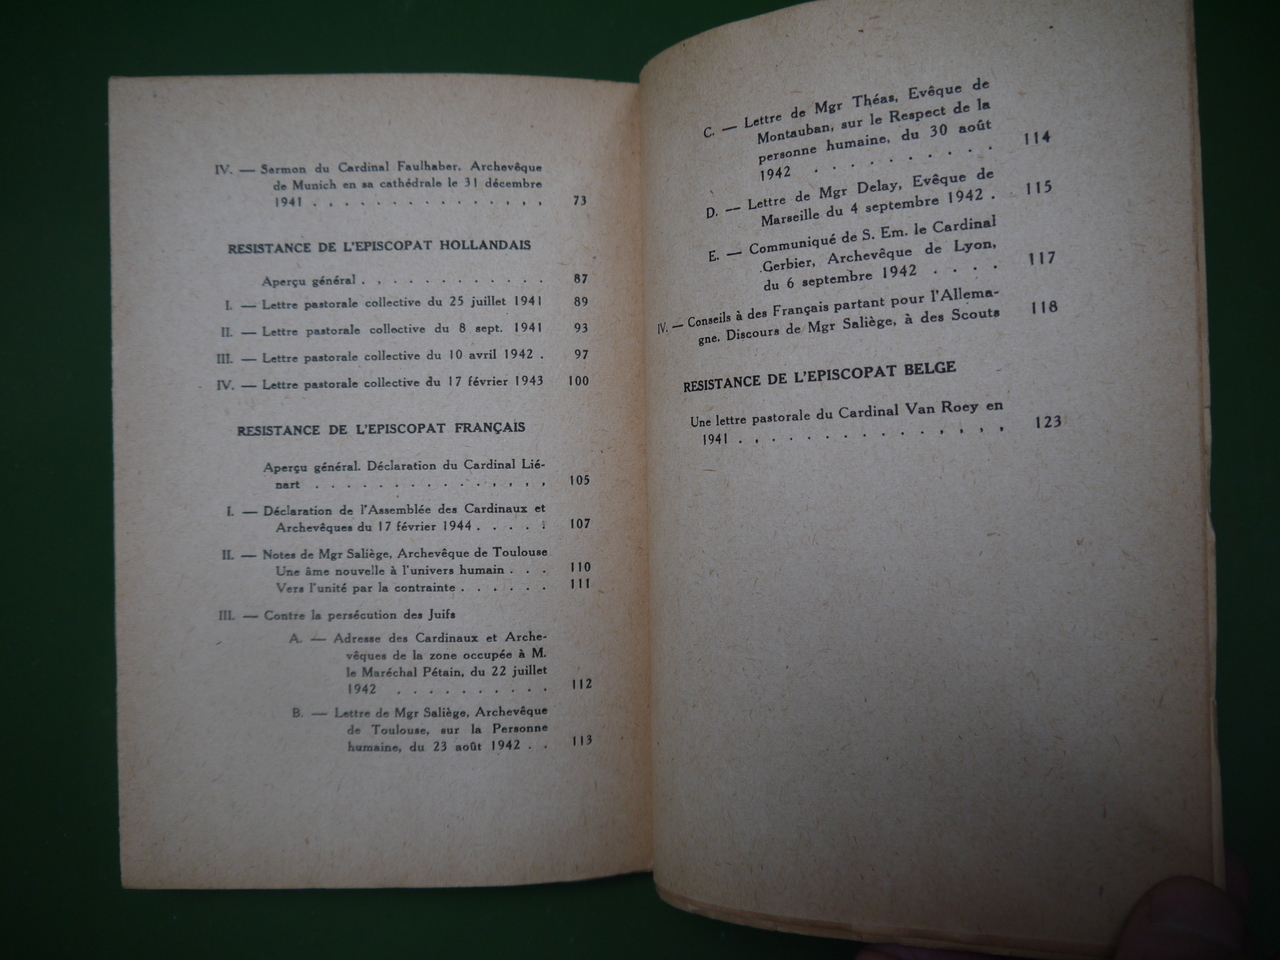 IV. — Sermon du Cardinal Faulhaber, Archevêque
de Munich en sa cathédrale le 31 décembre
1941 . . . . . . . . . . . . . . . 73
RESISTANCE DE L'EPISCOPAT HOLLANDAIS
Aperçu général . . . . . . . . . . . . 87
I. — Lettre pastorale collective du 25 juillet 1941 89
II. — Lettre pastorale collective du 8 sept. 1941 93
III. — Lettre pastorale collective du 10 avril 1942 . 97
IV. — Lettre pastorale collective du 17 février 1943 100
RESISTANCE DE L'EPISCOPAT FRANÇAIS
Aperçu général. Déclaration du Cardinal Lié-
nart . . . . . . . . . . . . . . . 105
I. — Déclaration de l'Assemblée des Cardinaux et
Archevêques du 17 février 1944 . . . . . 107
II. — Notes de Mgr Saliège, Archevêque de Toulouse
Une âme nouvelle à l'univers humain . . . 110
Vers l'unité par la contrainte . . . . . . 111
III. — Contre la persécution des Juifs
A. — Adresse des Cardinaux et Arche-
vêques de la zone occupée à M.
le Maréchal Pétain, du 22 juillet
1942 . . . . . . . . . . 112
B. — Lettre de Mgr Saliège, Archevêque
de Toulouse, sur la Personne
humaine, du 23 août 1942 . . 113
C. — Lettre de Mgr Théas, Evêque de
Montauban, sur le Respect de la
personne humaine, du 30 août
1942 . . . . . . . . . . 114
D. — Lettre de Mgr Delay, Evêque de
Marseille du 4 septembre 1942 . 115
E. — Communiqué de S. Em. le Cardinal
Gerbier, Archevêque de Lyon,
du 6 septembre 1942 . . . . 117
IV. — Conseils à des Français partant pour l'Allema-
gne. Discours de Mgr Saliège, à des Scouts 118
RESISTANCE DE L'EPISCOPAT BELGE
Une lettre pastorale du Cardinal Van Roey en
1941 . . . . . . . . . . . . . . . 123